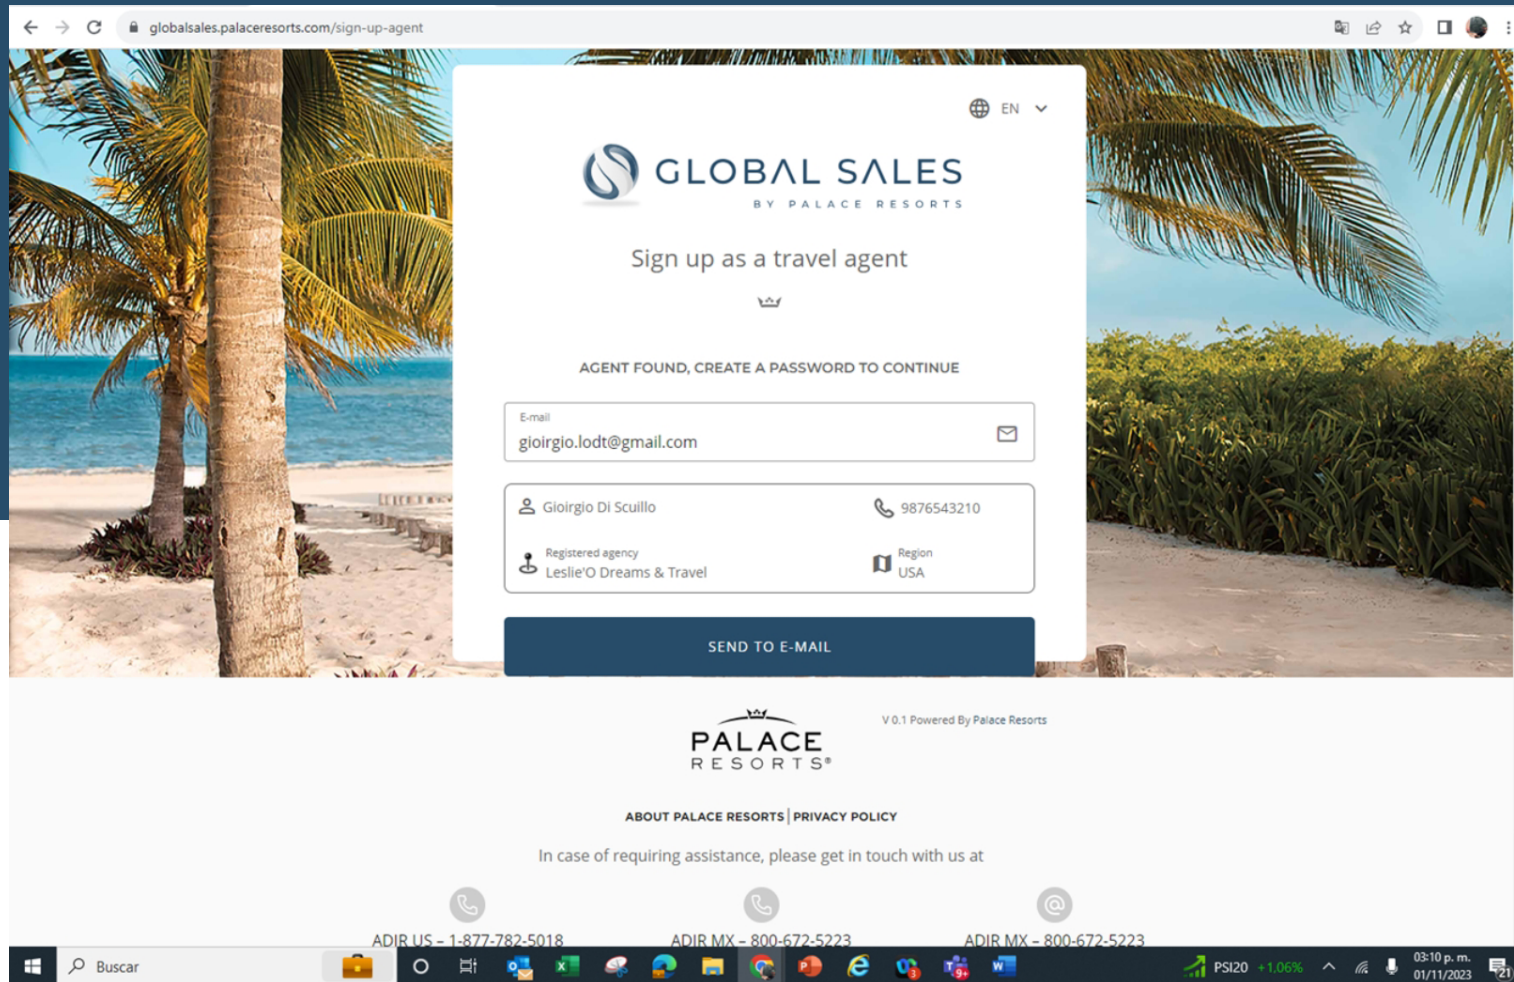 globalsales.palaceresorts.com/sign-up-agent
EN
GLOBAL SALES
BY PALACE RESORTS
Sign up as a travel agent
AGENT FOUND, CREATE A PASSWORD TO CONTINUE
E-mail
gioirgio.lodt@gmail.com
Gioirgio Di Scuillo
9876543210
Registered agency
Leslie'O Dreams & Travel
Region
USA
SEND TO E-MAIL
PALACE
RESORTS®
V 0.1 Powered By Palace Resorts
ABOUT PALACE RESORTS | PRIVACY POLICY
In case of requiring assistance, please get in touch with us at
ADIR US – 1-877-782-5018
ADIR MX – 800-672-5223
ADIR MX – 800-672-5223
Buscar
3
9+
PSI20 +1.06%
03:10 p. m.
01/11/2023
21